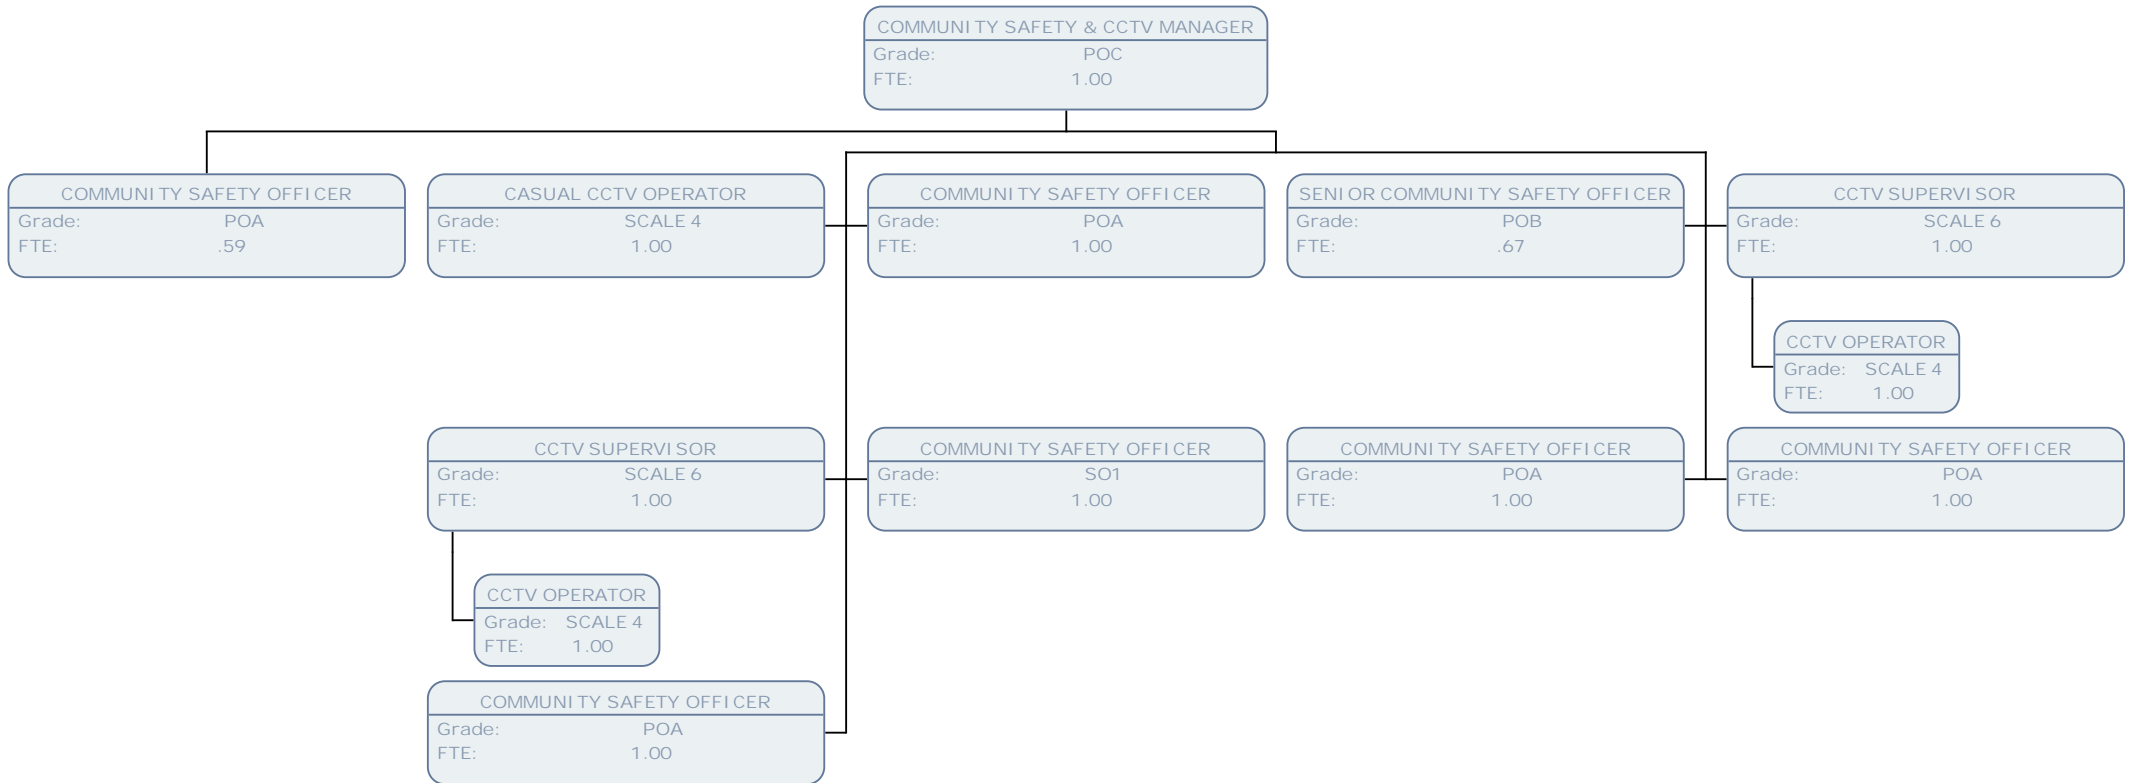 COMMUNITY SAFETY & CCTV MANAGER
Grade: POC
FTE: 1.00
COMMUNITY SAFETY OFFICER
Grade: POA
FTE: .59
CASUAL CCTV OPERATOR
Grade: SCALE 4
FTE: 1.00
COMMUNITY SAFETY OFFICER
Grade: POA
FTE: 1.00
SENIOR COMMUNITY SAFETY OFFICER
Grade: POB
FTE: .67
CCTV SUPERVISOR
Grade: SCALE 6
FTE: 1.00
CCTV OPERATOR
Grade: SCALE 4
FTE: 1.00
CCTV SUPERVISOR
Grade: SCALE 6
FTE: 1.00
COMMUNITY SAFETY OFFICER
Grade: SO1
FTE: 1.00
COMMUNITY SAFETY OFFICER
Grade: POA
FTE: 1.00
COMMUNITY SAFETY OFFICER
Grade: POA
FTE: 1.00
CCTV OPERATOR
Grade: SCALE 4
FTE: 1.00
COMMUNITY SAFETY OFFICER
Grade: POA
FTE: 1.00